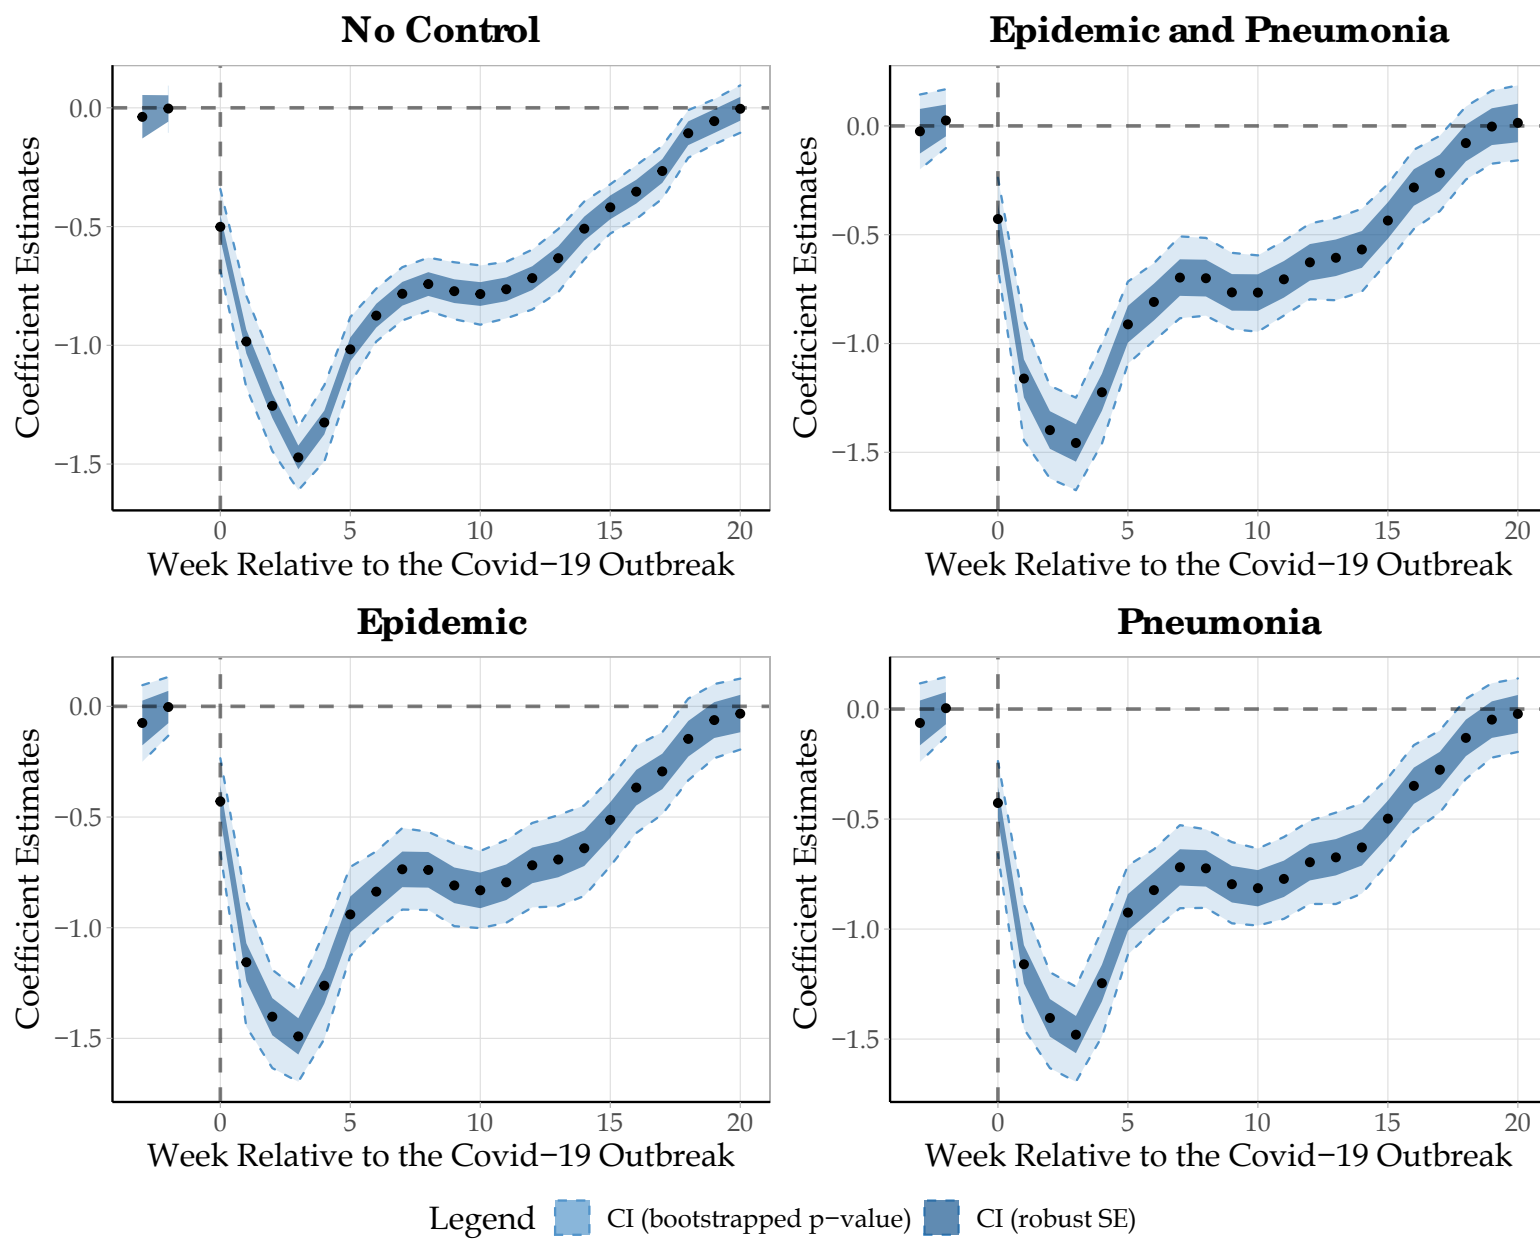 No Control
Epidemic and Pneumonia
Coefficient Estimates
0.0
−0.5
−1.0
−1.5
0 5 10 15 20
Week Relative to the Covid−19 Outbreak
Coefficient Estimates
0.0
−0.5
−1.0
−1.5
0 5 10 15 20
Week Relative to the Covid−19 Outbreak
Epidemic
Pneumonia
Coefficient Estimates
0.0
−0.5
−1.0
−1.5
0 5 10 15 20
Week Relative to the Covid−19 Outbreak
Coefficient Estimates
0.0
−0.5
−1.0
−1.5
0 5 10 15 20
Week Relative to the Covid−19 Outbreak
Legend CI (bootstrapped p−value) CI (robust SE)